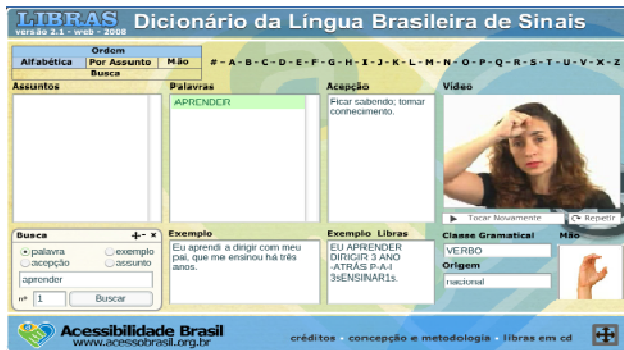 LIBRAS
versão 2.1 - web - 2008
Dicionário da Língua Brasileira de Sinais
Ordem
Alfabética Por Assunto Mão
Busca
# - A - B - C - D - E - F - G - H - I - J - K - L - M - N - O - P - Q - R - S - T - U - V - X - Z
Assuntos
Palavras
APRENDER
Acepção
Ficar sabendo; tomar
conhecimento.
Vídeo
Tocar Novamente
Repetir
Busca
palavra exemplo
acepção assunto
aprender
nº 1 Buscar
Exemplo
Eu aprendi a dirigir com meu
pai, que me ensinou há três
anos.
Exemplo Libras
EU APRENDER
DIRIGIR 3 ANO
-ATRÁS P-A-I
3sENSINAR1s.
Classe Gramatical
VERBO
Origem
nacional
Mão
Acessibilidade Brasil
www.acessobrasil.org.br
créditos - concepção e metodologia - libras em cd